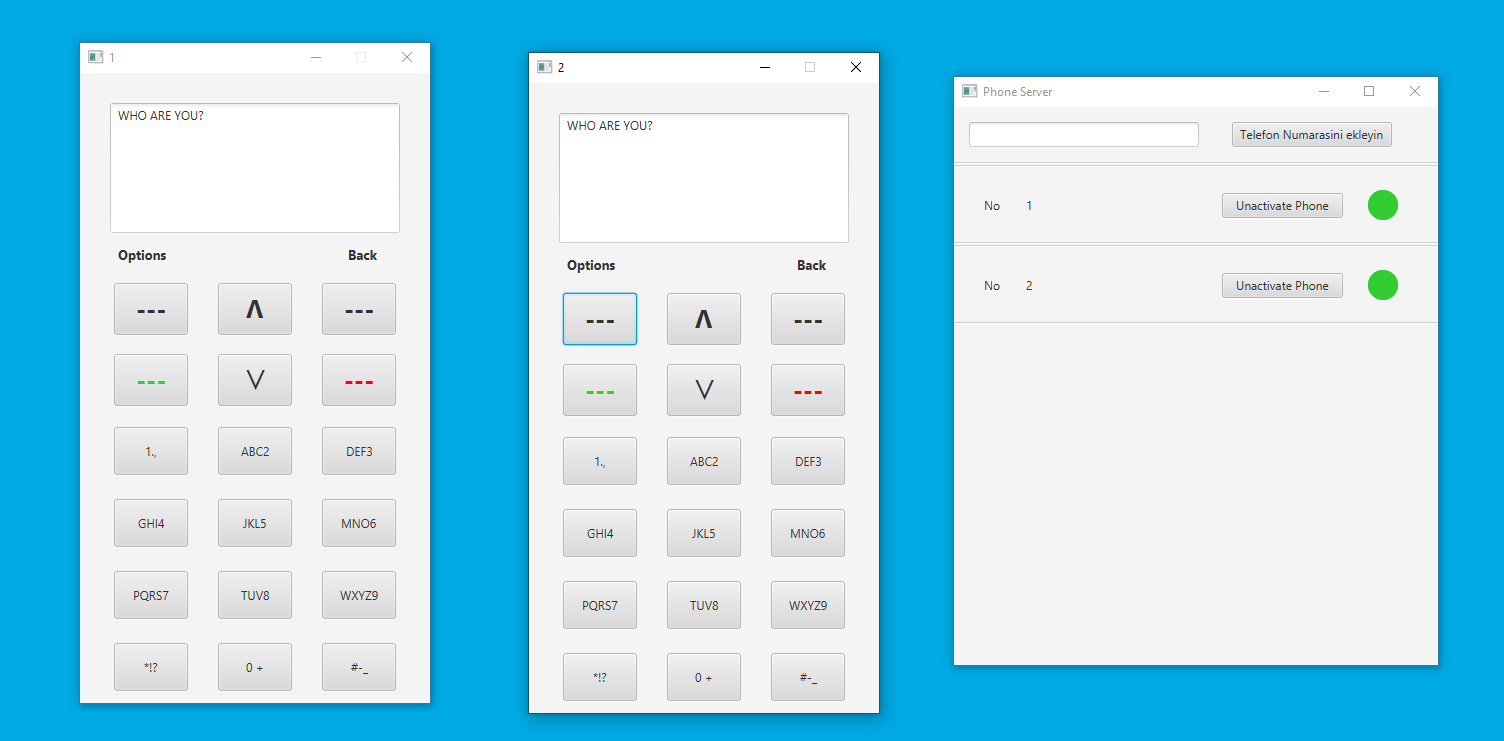 1
WHO ARE YOU?
Options Back
--- Λ ---
--- V ---
1., ABC2 DEF3
GHI4 JKL5 MNO6
PQRS7 TUV8 WXYZ9
*!? 0 + #-_
2
WHO ARE YOU?
Options Back
--- Λ ---
--- V ---
1., ABC2 DEF3
GHI4 JKL5 MNO6
PQRS7 TUV8 WXYZ9
*!? 0 + #-_
Phone Server
Telefon Numarasini ekleyin
No 1 Unactivate Phone
No 2 Unactivate Phone